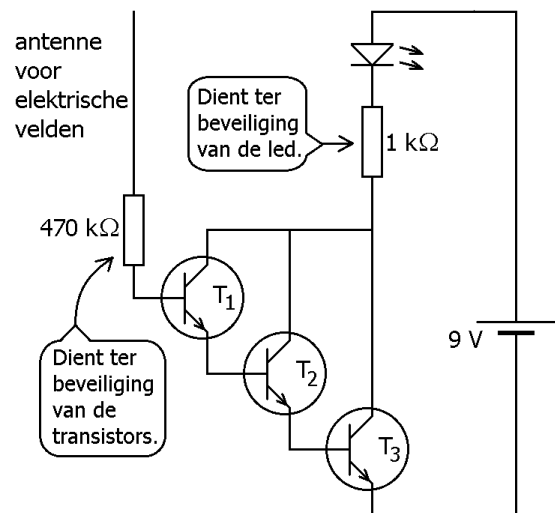 antenne
voor
elektrische
velden
Dient ter
beveiliging
van de led.
1 kΩ
470 kΩ
T1
T2
9 V
Dient ter
beveiliging
van de
transistors.
T3